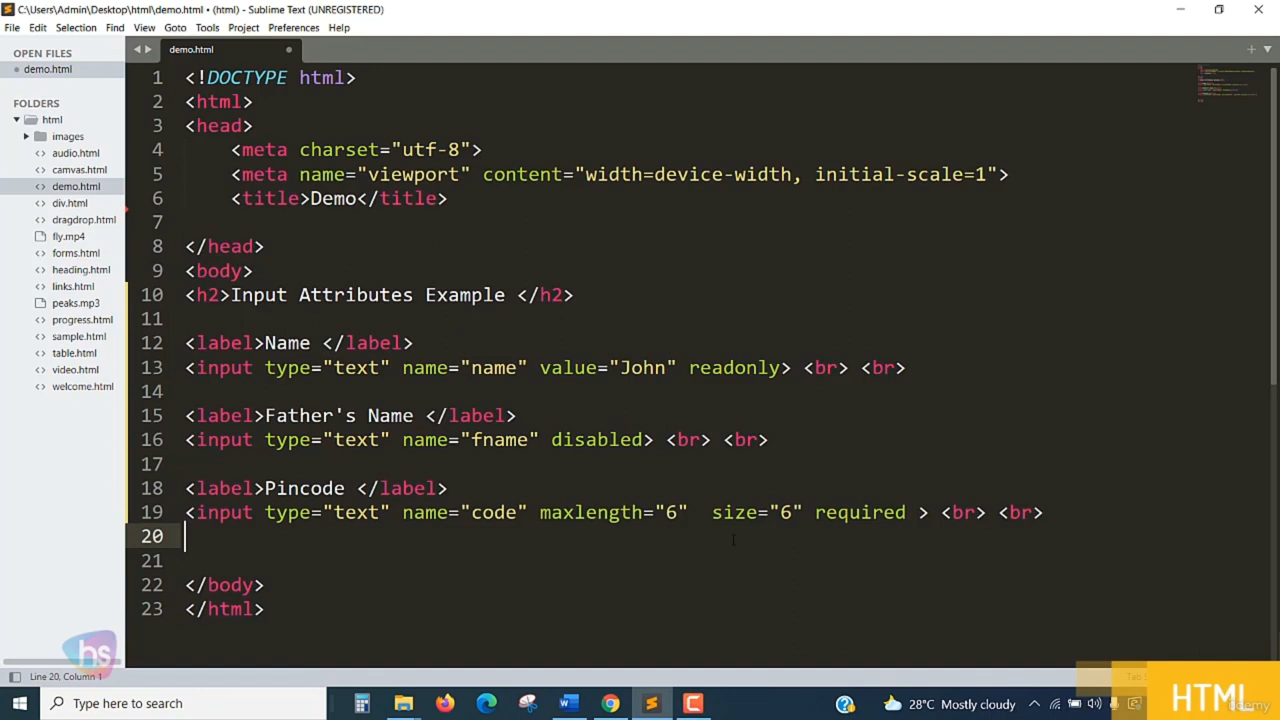 C:\Users\Admin\Desktop\html\demo.html • (html) - Sublime Text (UNREGISTERED)
File Edit Selection Find View Goto Tools Project Preferences Help
OPEN FILES
demo.html
FOLDERS
html
images
audio.html
canvas.html
demo.html
div.html
dragdrop.html
fly.mp4
forms.html
heading.html
links.html
peaks.mp3
progress.html
sample.html
table.html
video.html
welcome.html
demo.html
1 <!DOCTYPE html>
2 <html>
3 <head>
4 <meta charset="utf-8">
5 <meta name="viewport" content="width=device-width, initial-scale=1">
6 <title>Demo</title>
7
8 </head>
9 <body>
10 <h2>Input Attributes Example </h2>
11
12 <label>Name </label>
13 <input type="text" name="name" value="John" readonly> <br> <br>
14
15 <label>Father's Name </label>
16 <input type="text" name="fname" disabled> <br> <br>
17
18 <label>Pincode </label>
19 <input type="text" name="code" maxlength="6"  size="6" required > <br> <br>
20
21
22 </body>
23 </html>
hs
Line 20, Column 1
Type here to search
28°C Mostly cloudy
HTML
Udemy